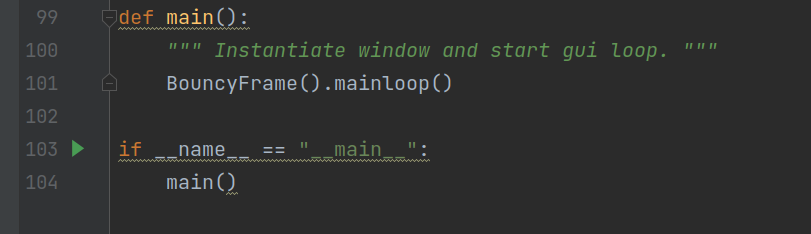 99 def main():
100 """ Instantiate window and start gui loop. """
101 BouncyFrame().mainloop()
102
103 if __name__ == "__main__":
104 main()